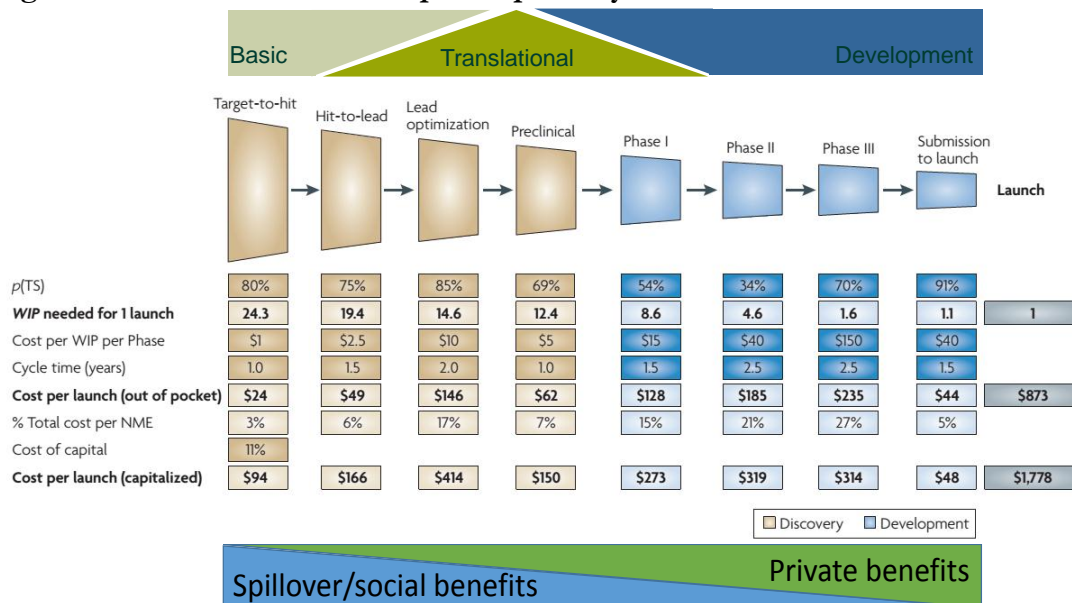 Basic
Translational
Development
Target-to-hit
Hit-to-lead
Lead
optimization
Preclinical
Phase I
Phase II
Phase III
Submission
to launch
Launch
p(TS) 80% 75% 85% 69% 54% 34% 70% 91%
WIP needed for 1 launch 24.3 19.4 14.6 12.4 8.6 4.6 1.6 1.1 1
Cost per WIP per Phase $1 $2.5 $10 $5 $15 $40 $150 $40
Cycle time (years) 1.0 1.5 2.0 1.0 1.5 2.5 2.5 1.5
Cost per launch (out of pocket) $24 $49 $146 $62 $128 $185 $235 $44 $873
% Total cost per NME 3% 6% 17% 7% 15% 21% 27% 5%
Cost of capital 11%
Cost per launch (capitalized) $94 $166 $414 $150 $273 $319 $314 $48 $1,778
Discovery Development
Spillover/social benefits
Private benefits